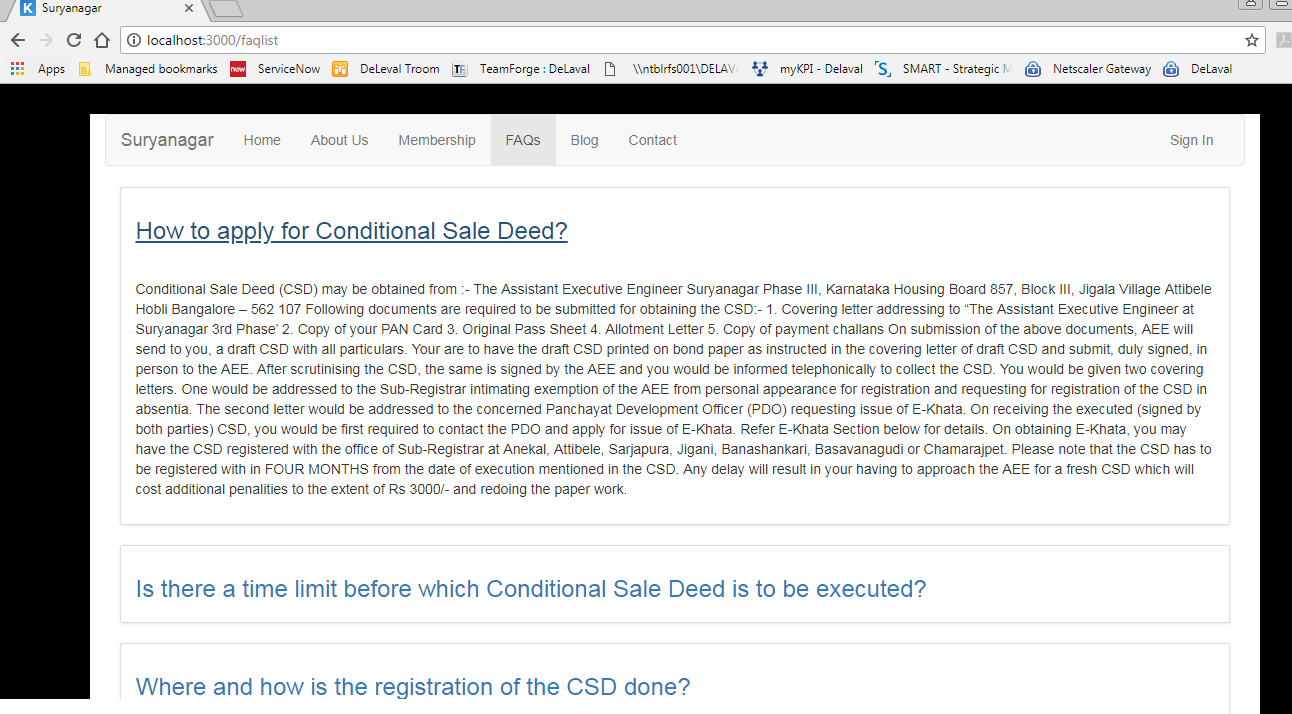 Suryanagar
localhost:3000/faqlist
Apps Managed bookmarks now ServiceNow DeLeval Troom TF TeamForge : DeLaval \\ntblrfs001\DELAV myKPI - Delaval SMART - Strategic M Netscaler Gateway DeLaval
Suryanagar Home About Us Membership FAQs Blog Contact Sign In
How to apply for Conditional Sale Deed?
Conditional Sale Deed (CSD) may be obtained from :- The Assistant Executive Engineer Suryanagar Phase III, Karnataka Housing Board 857, Block III, Jigala Village Attibele
Hobli Bangalore – 562 107 Following documents are required to be submitted for obtaining the CSD:- 1. Covering letter addressing to “The Assistant Executive Engineer at
Suryanagar 3rd Phase’ 2. Copy of your PAN Card 3. Original Pass Sheet 4. Allotment Letter 5. Copy of payment challans On submission of the above documents, AEE will
send to you, a draft CSD with all particulars. Your are to have the draft CSD printed on bond paper as instructed in the covering letter of draft CSD and submit, duly signed, in
person to the AEE. After scrutinising the CSD, the same is signed by the AEE and you would be informed telephonically to collect the CSD. You would be given two covering
letters. One would be addressed to the Sub-Registrar intimating exemption of the AEE from personal appearance for registration and requesting for registration of the CSD in
absentia. The second letter would be addressed to the concerned Panchayat Development Officer (PDO) requesting issue of E-Khata. On receiving the executed (signed by
both parties) CSD, you would be first required to contact the PDO and apply for issue of E-Khata. Refer E-Khata Section below for details. On obtaining E-Khata, you may
have the CSD registered with the office of Sub-Registrar at Anekal, Attibele, Sarjapura, Jigani, Banashankari, Basavanagudi or Chamarajpet. Please note that the CSD has to
be registered with in FOUR MONTHS from the date of execution mentioned in the CSD. Any delay will result in your having to approach the AEE for a fresh CSD which will
cost additional penalities to the extent of Rs 3000/- and redoing the paper work.
Is there a time limit before which Conditional Sale Deed is to be executed?
Where and how is the registration of the CSD done?